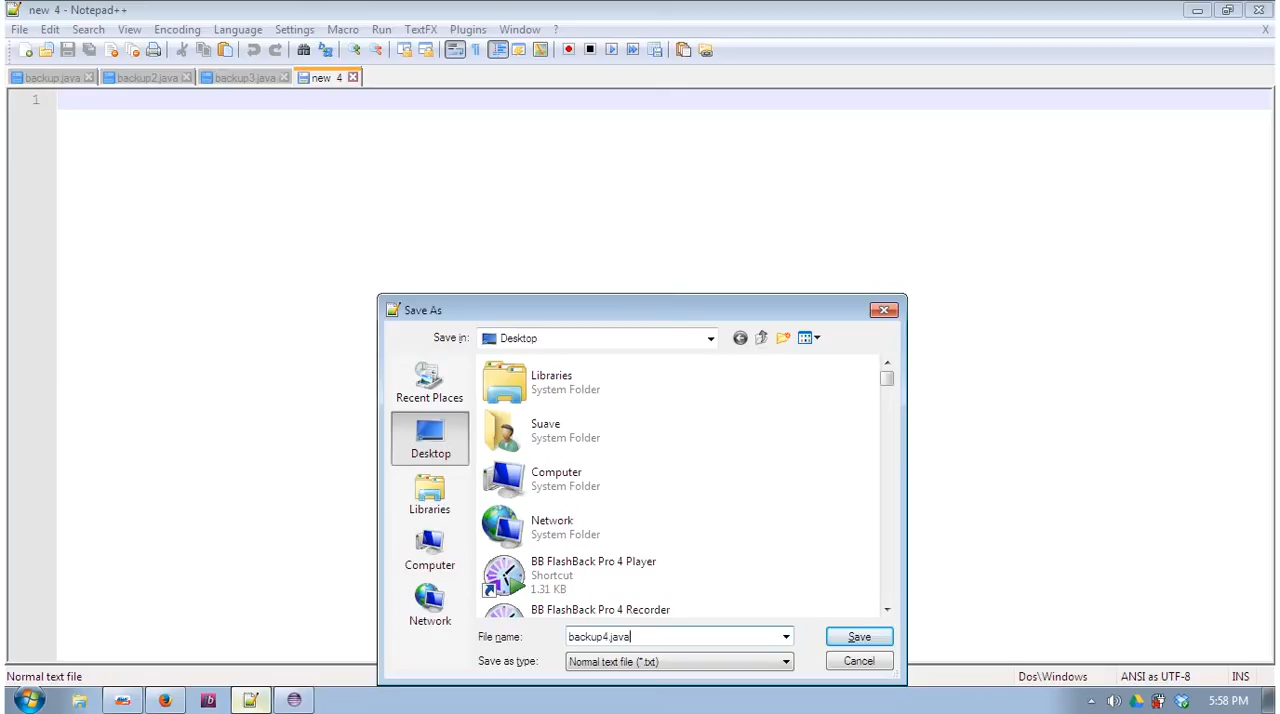 new 4 - Notepad++
File Edit Search View Encoding Language Settings Macro Run TextFX Plugins Window ? X
backup.java backup2.java backup3.java new 4
1
Save As
Save in: Desktop
Recent Places
Desktop
Libraries
Computer
Network
Libraries
System Folder
Suave
System Folder
Computer
System Folder
Network
System Folder
BB FlashBack Pro 4 Player
Shortcut
1.31 KB
BB FlashBack Pro 4 Recorder
File name: backup4.java Save
Save as type: Normal text file (*.txt) Cancel
Normal text file Dos\Windows ANSI as UTF-8 INS
5:58 PM